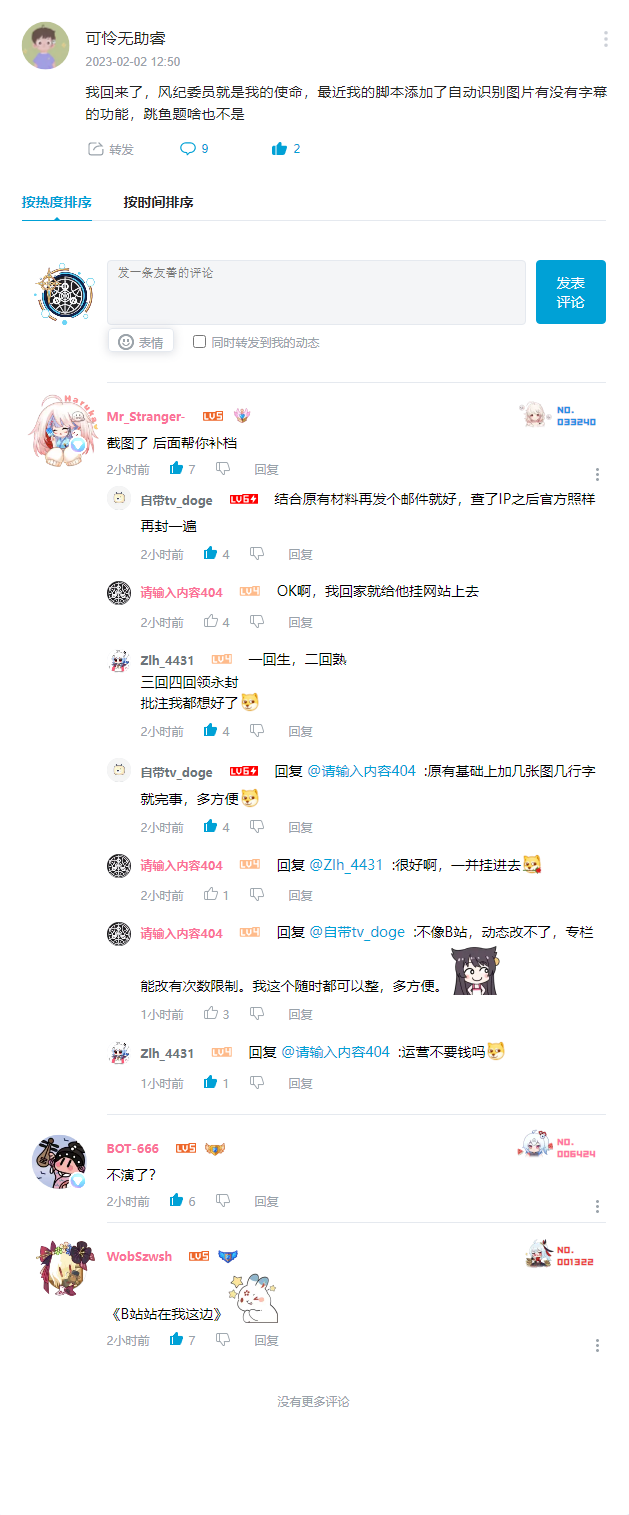 可怜无助睿
2023-02-02 12:50
我回来了，风纪委员就是我的使命，最近我的脚本添加了自动识别图片有没有字幕
的功能，跳鱼题啥也不是
转发 9 2
按热度排序 按时间排序
发一条友善的评论
发表
评论
表情 同时转发到我的动态
Haruka
Mr_Stranger- LV5
NO.
033240
截图了 后面帮你补档
2小时前 7 回复
自带tv_doge LV6 结合原有材料再发个邮件就好，查了IP之后官方照样
再封一遍
2小时前 4 回复
请输入内容404 LV4 OK啊，我回家就给他挂网站上去
2小时前 4 回复
Zlh_4431 LV4 一回生，二回熟
三回四回领永封
批注我都想好了
2小时前 4 回复
自带tv_doge LV6 回复 @请输入内容404 :原有基础上加几张图几行字
就完事，多方便
2小时前 4 回复
请输入内容404 LV4 回复 @Zlh_4431 :很好啊，一并挂进去
2小时前 1 回复
请输入内容404 LV4 回复 @自带tv_doge :不像B站，动态改不了，专栏
能改有次数限制。我这个随时都可以整，多方便。
1小时前 3 回复
Zlh_4431 LV4 回复 @请输入内容404 :运营不要钱吗
1小时前 1 回复
BOT-666 LV5
NO.
006424
不演了？
2小时前 6 回复
WobSzwsh LV5
NO.
001322
《B站站在我这边》
2小时前 7 回复
没有更多评论